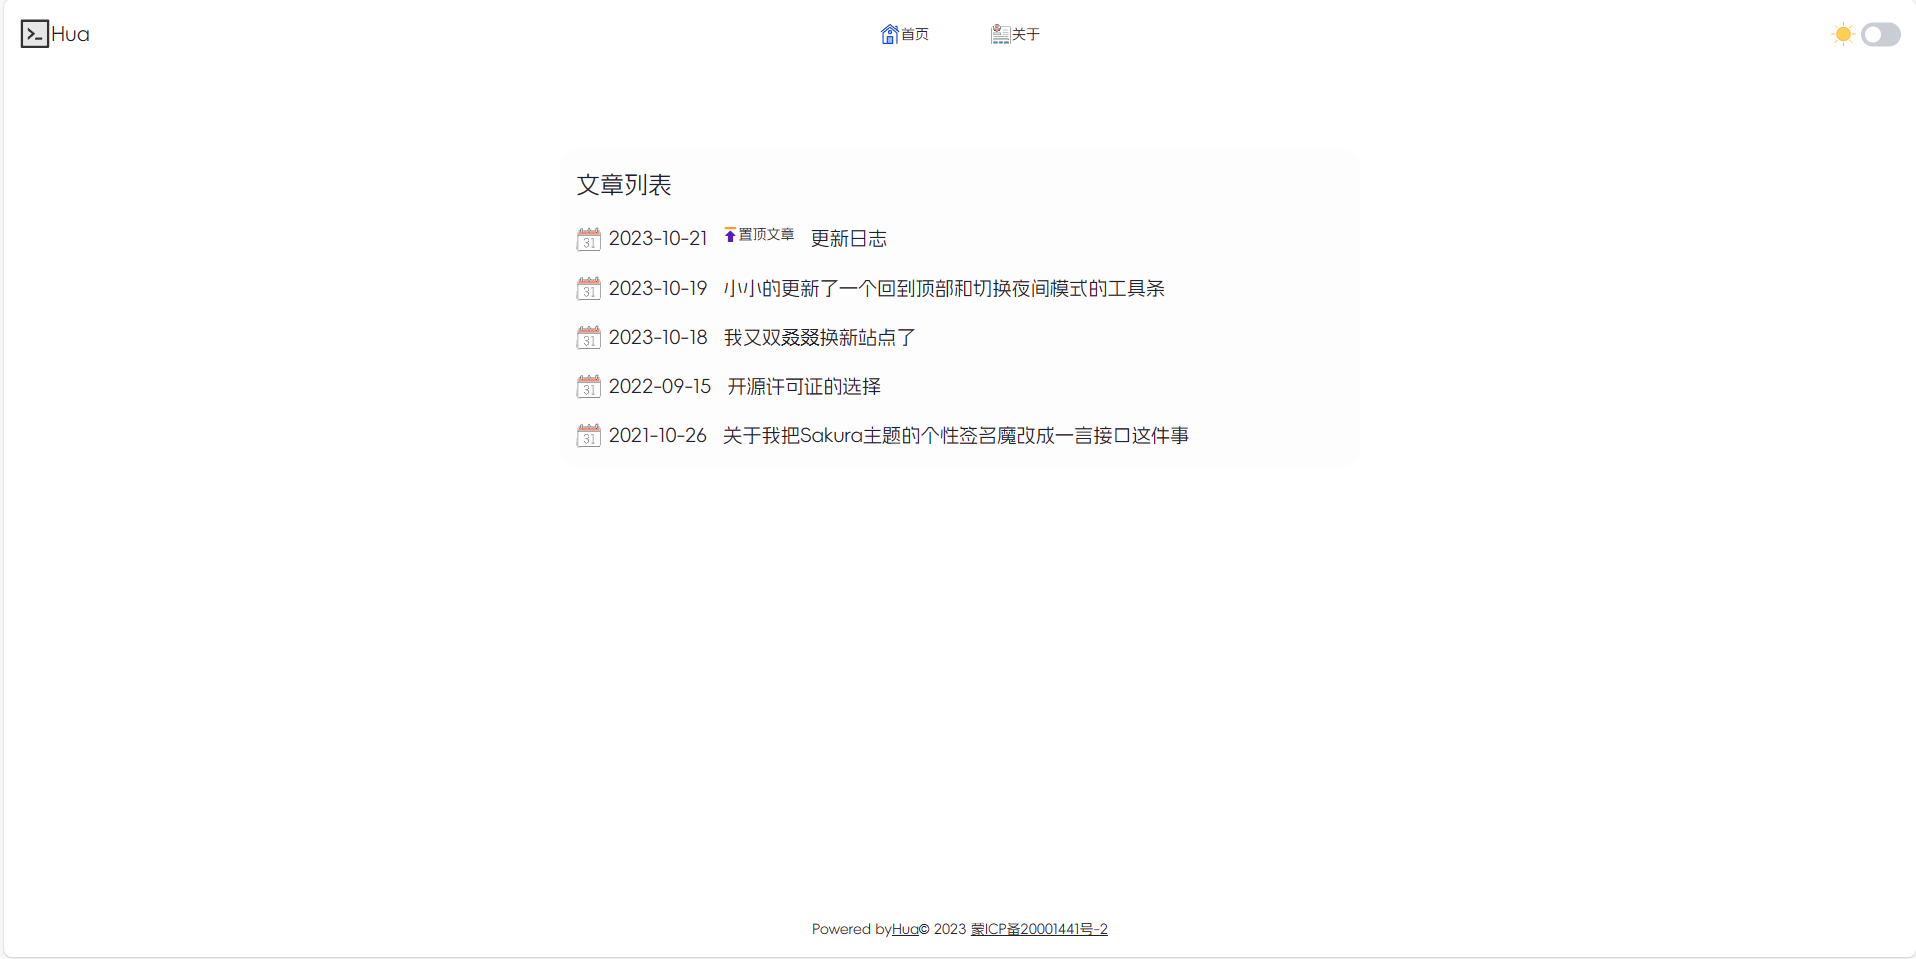 Hua
首页 关于
文章列表
31 2023-10-21 置顶文章 更新日志
31 2023-10-19 小小的更新了一个回到顶部和切换夜间模式的工具条
31 2023-10-18 我又双叒叕换新站点了
31 2022-09-15 开源许可证的选择
31 2021-10-26 关于我把Sakura主题的个性签名魔改成一言接口这件事
Powered byHua© 2023 蒙ICP备20001441号-2